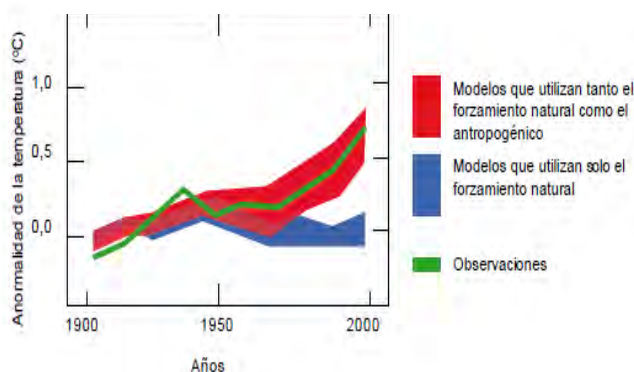 Anormalidad de la temperatura (ºC)
1,0
0,5
0,0
1900
1950
2000
Años
Modelos que utilizan tanto el
forzamiento natural como el
antropogénico
Modelos que utilizan solo el
forzamiento natural
Observaciones